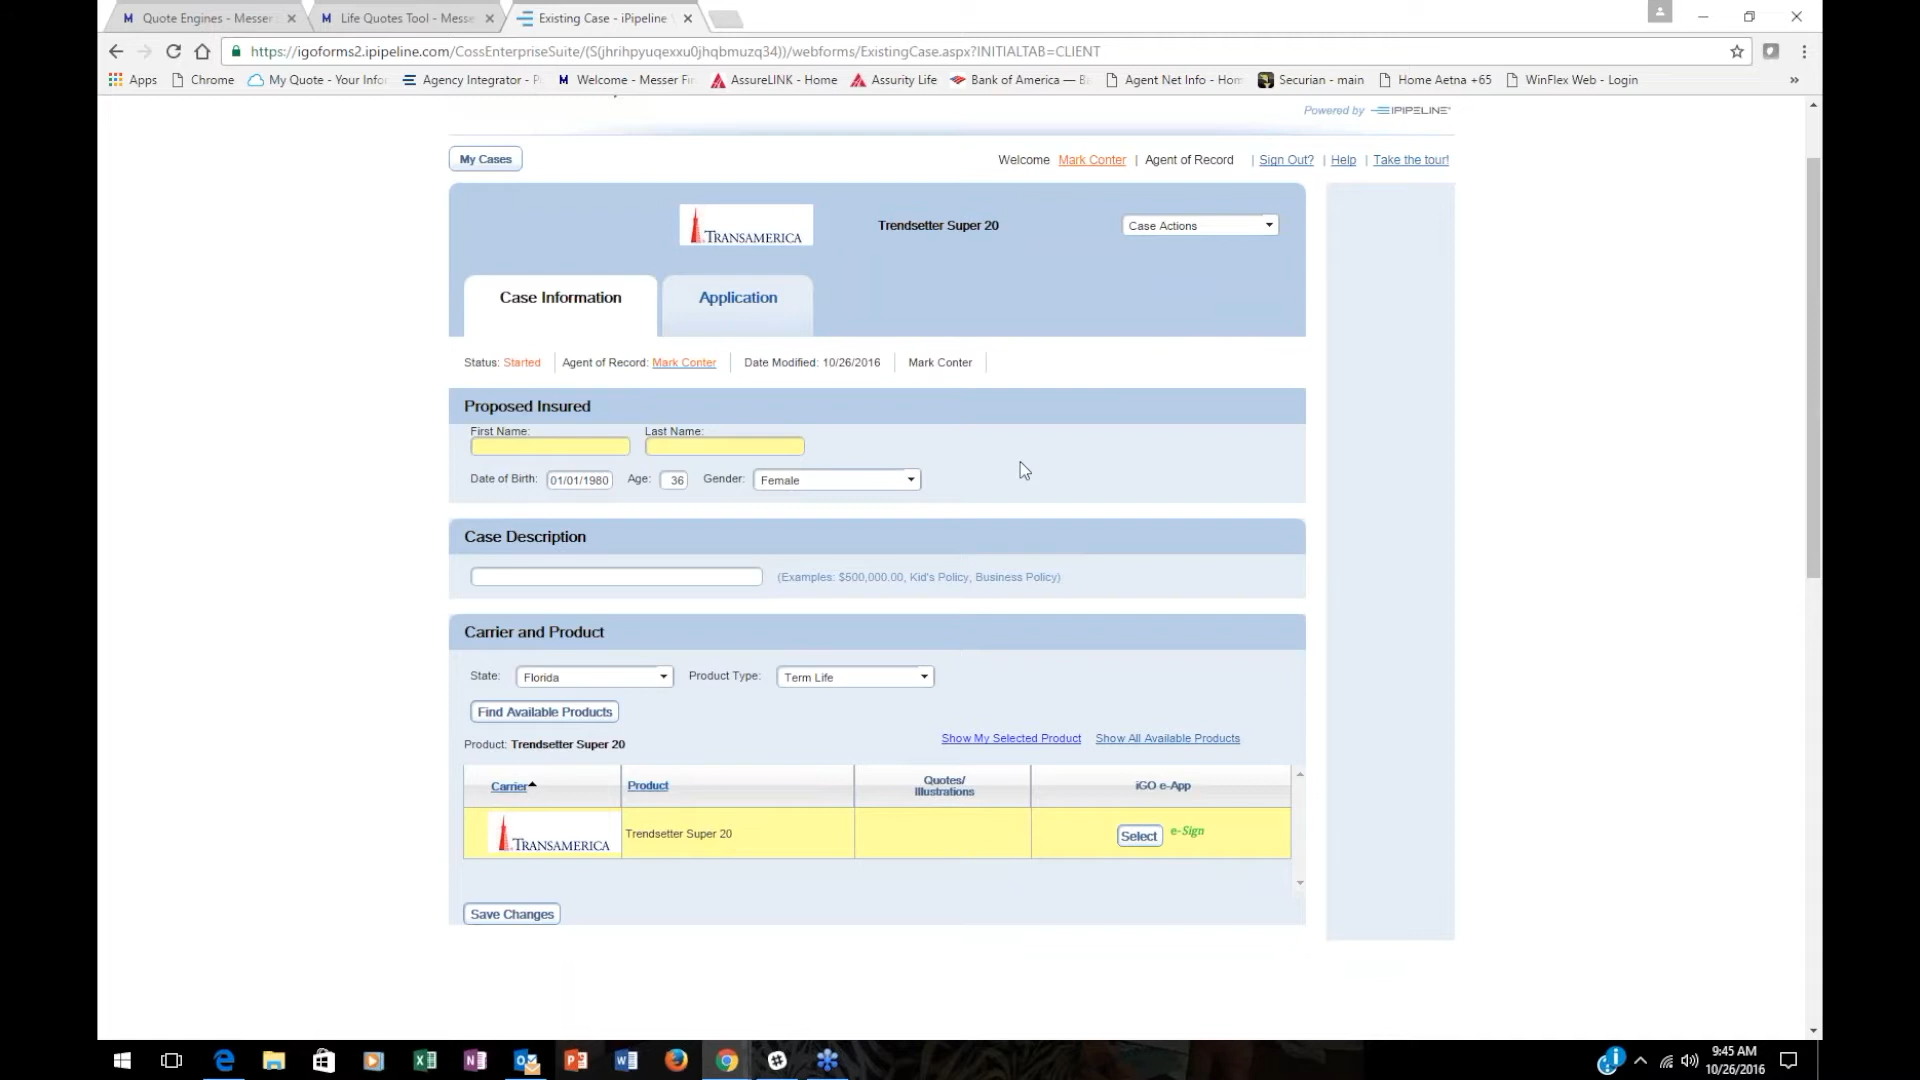 Quote Engines - Messer
Life Quotes Tool - Messe
Existing Case - iPipeline
https://igoforms2.ipipeline.com/CossEnterpriseSuite/(S(jhrihpyuqexxu0jhqbmuzq34))/webforms/ExistingCase.aspx?INITIALTAB=CLIENT
Apps Chrome My Quote - Your Infor Agency Integrator - P Welcome - Messer Fin AssureLINK - Home Assurity Life Bank of America — B Agent Net Info - Hom Securian - main Home Aetna +65 WinFlex Web - Login »
Powered by IPIPELINE
My Cases
Welcome Mark Conter | Agent of Record | Sign Out? | Help | Take the tour!
TRANSAMERICA
Trendsetter Super 20
Case Actions
Case Information
Application
Status: Started Agent of Record: Mark Conter Date Modified: 10/26/2016 Mark Conter
Proposed Insured
First Name: Last Name:
Date of Birth: 01/01/1980 Age: 36 Gender: Female
Case Description
(Examples: $500,000.00, Kid's Policy, Business Policy)
Carrier and Product
State: Florida Product Type: Term Life
Find Available Products
Product: Trendsetter Super 20
Show My Selected Product Show All Available Products
Carrier Product Quotes/ Illustrations iGO e-App
TRANSAMERICA Trendsetter Super 20 Select e-Sign
Save Changes
9:45 AM
10/26/2016